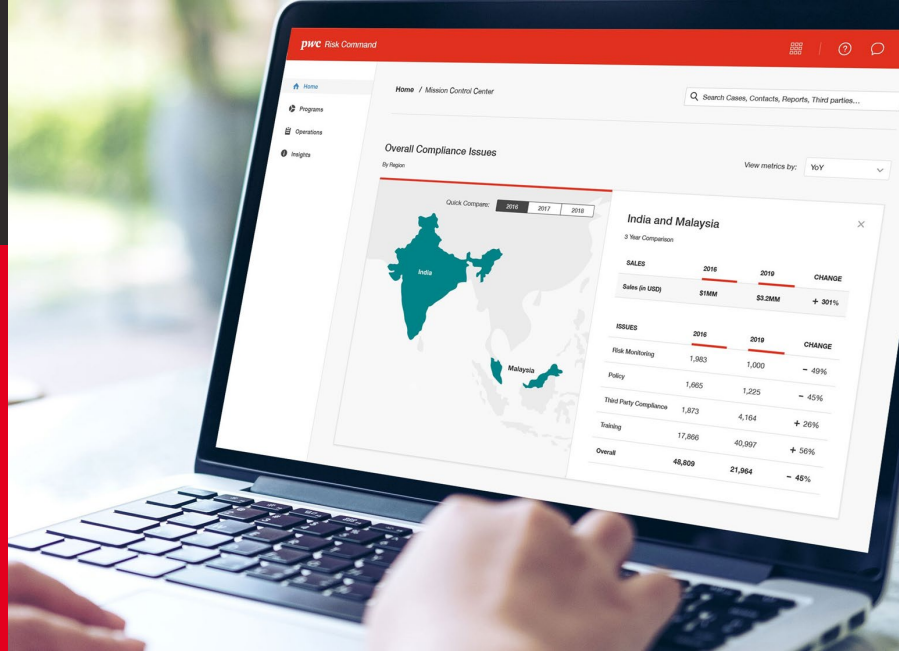 pwc Risk Command
Home
Programs
Operations
Insights
Home / Mission Control Center
Search Cases, Contacts, Reports, Third parties...
Overall Compliance Issues
By Region
View metrics by: YoY
Quick Compare: 2016 2017 2018
India
Malaysia
India and Malaysia
3 Year Comparison
SALES 2016 2019 CHANGE
Sales (in USD) $1MM $3.2MM + 301%
ISSUES 2016 2019 CHANGE
Risk Monitoring 1,983 1,000 - 49%
Policy 1,665 1,225 - 45%
Third Party Compliance 1,873 4,164 + 26%
Training 17,866 40,997 + 56%
Overall 48,809 21,964 - 45%